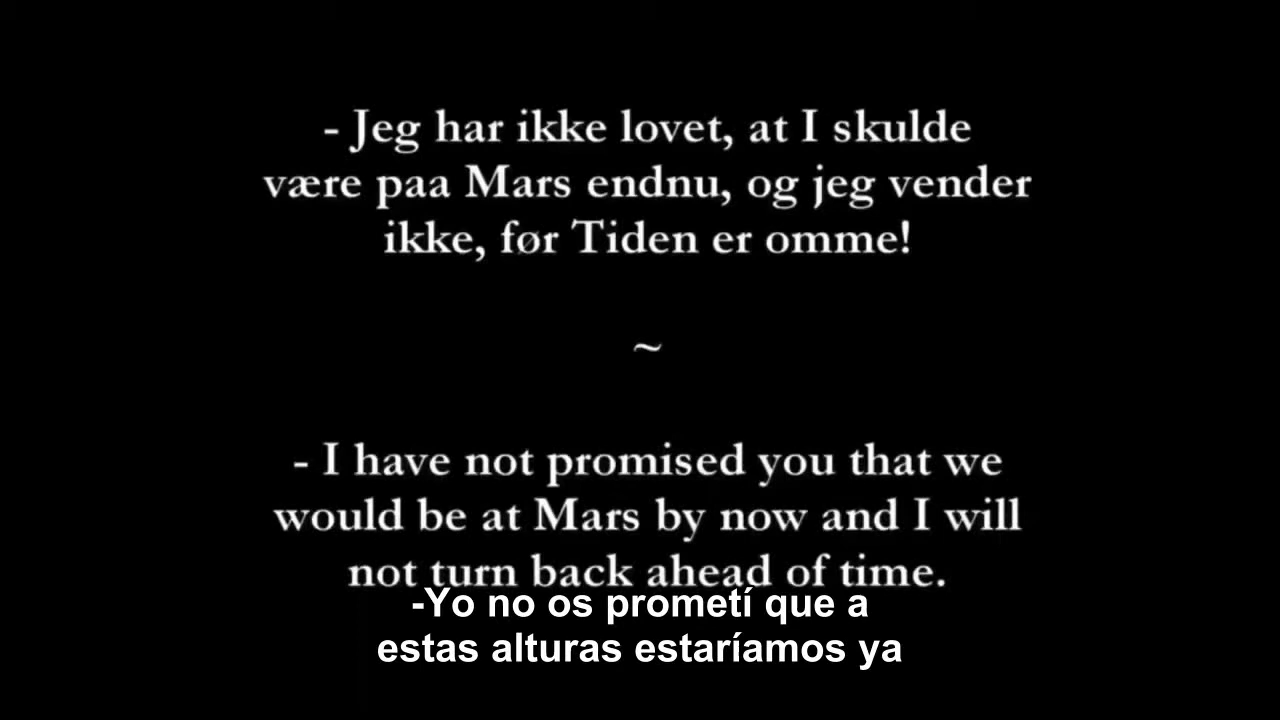 - Jeg har ikke lovet, at I skulde
være paa Mars endnu, og jeg vender
ikke, før Tiden er omme!
~
- I have not promised you that we
would be at Mars by now and I will
not turn back ahead of time.
-Yo no os prometí que a
estas alturas estaríamos ya